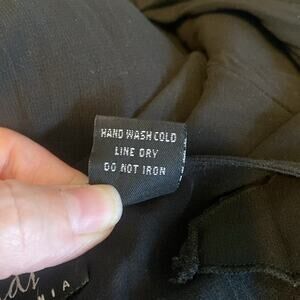 HAND WASH COLD
LINE DRY
DO NOT IRON